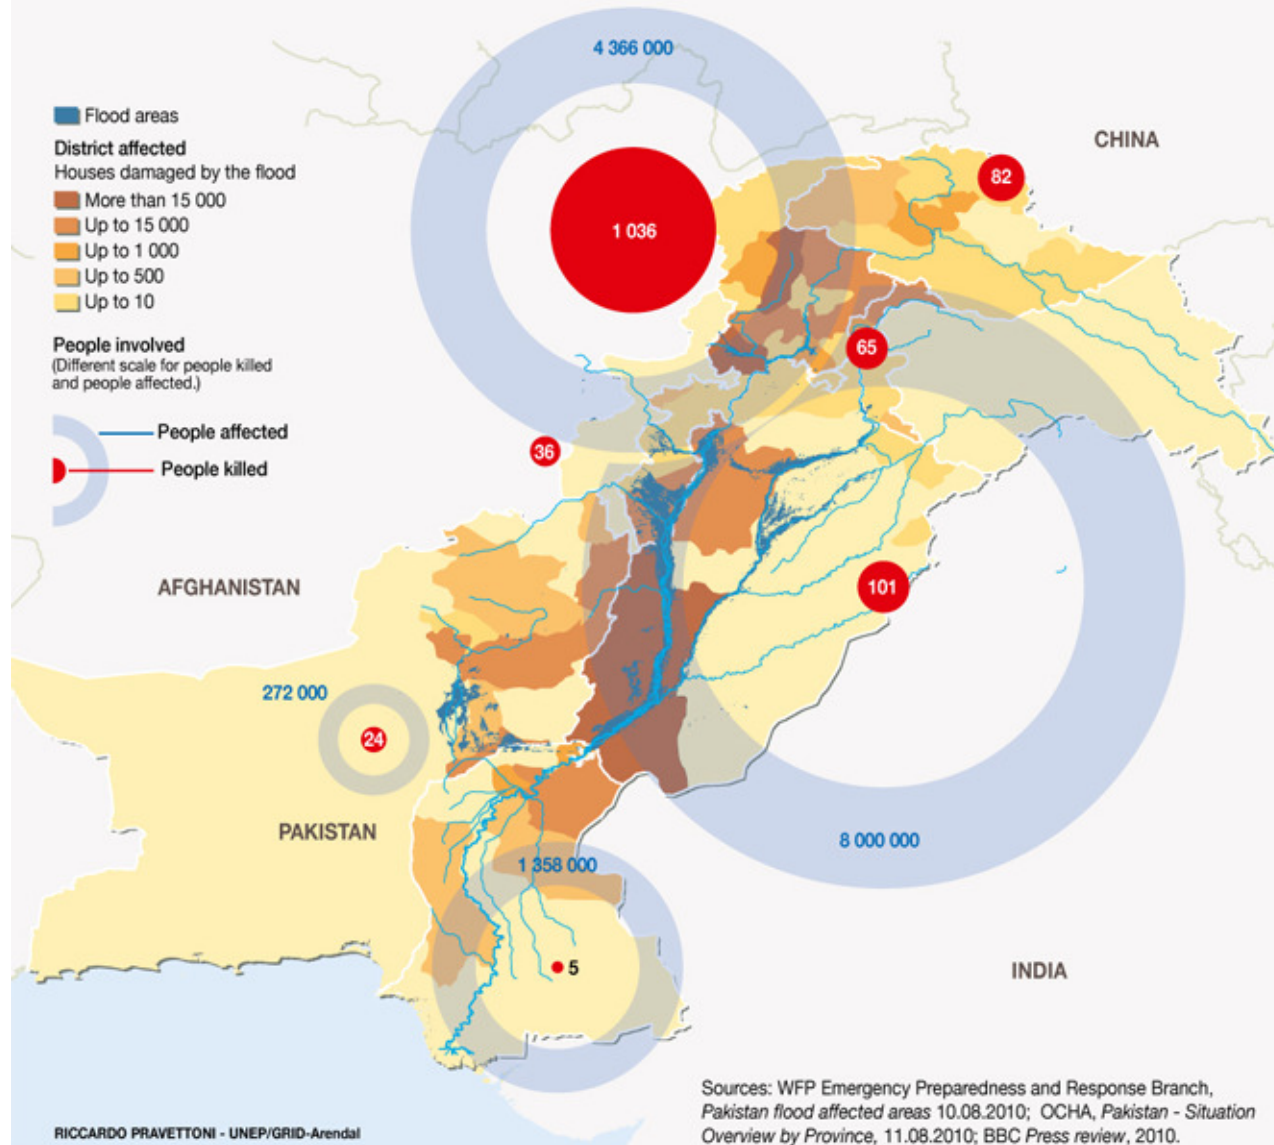 4 366 000
CHINA
Flood areas
District affected
Houses damaged by the flood
More than 15 000
Up to 15 000
Up to 1 000
Up to 500
Up to 10
People involved
(Different scale for people killed
and people affected.)
People affected
People killed
82
1 036
65
36
101
AFGHANISTAN
272 000
24
PAKISTAN
8 000 000
1 358 000
5
INDIA
Sources: WFP Emergency Preparedness and Response Branch,
Pakistan flood affected areas 10.08.2010; OCHA, Pakistan - Situation
Overview by Province, 11.08.2010; BBC Press review, 2010.
RICCARDO PRAVETTONI - UNEP/GRID-Arendal